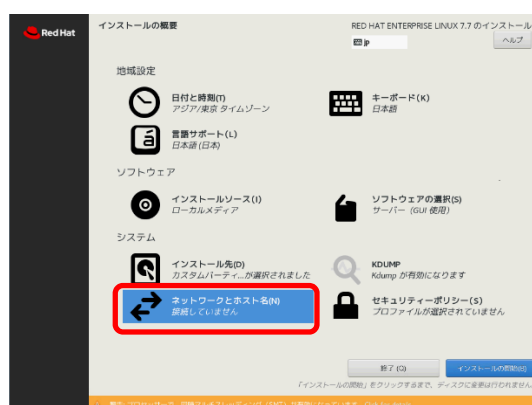 Red Hat
インストールの概要
RED HAT ENTERPRISE LINUX 7.7 のインストール
jp
ヘルプ
地域設定
日付と時刻(T)
アジア/東京 タイムゾーン
キーボード(K)
日本語
言語サポート(L)
日本語 (日本)
ソフトウェア
インストールソース(I)
ローカルメディア
ソフトウェアの選択(S)
サーバー (GUI 使用)
システム
インストール先(D)
カスタムパーティ...が選択されました
KDUMP
Kdump が有効になります
ネットワークとホスト名(N)
接続していません
セキュリティーポリシー(S)
プロファイルが選択されていません
終了 (Q)
インストールの開始(B)
「インストールの開始」をクリックするまで、ディスクに変更は行われません。